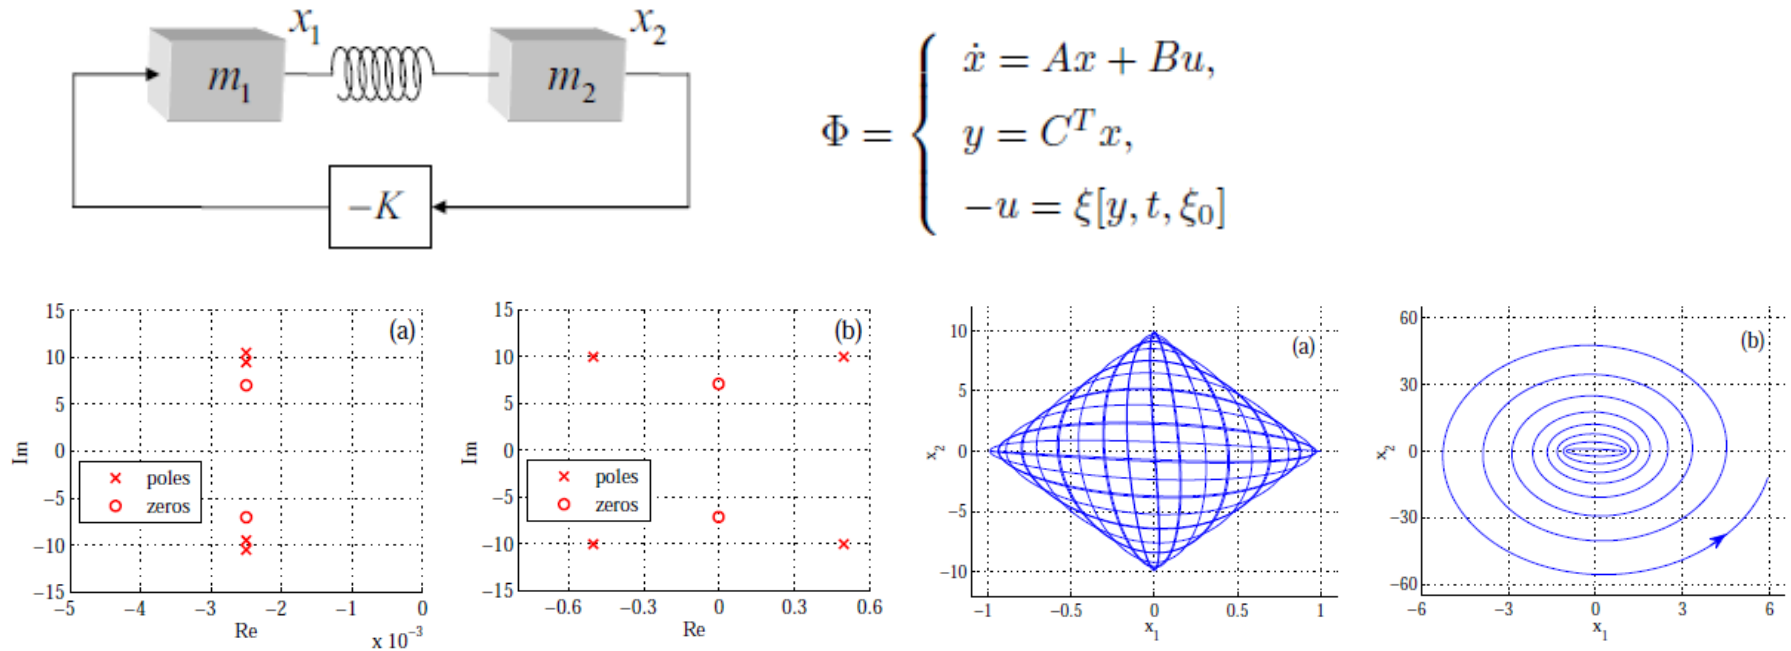 x₁
x₂
m₁
m₂
−K
Φ = { ẋ = Ax + Bu,
y = Cᵀx,
−u = ξ[y, t, ξ₀]
(a)
15
10
5
0
−5
−10
−15
Im
× poles
○ zeros
−5 −4 −3 −2 −1 0
Re
x 10⁻³
(b)
15
10
5
0
−5
−10
−15
Im
× poles
○ zeros
−0.6 −0.3 0 0.3 0.6
Re
(a)
10
5
0
−5
−10
x₂
−1 −0.5 0 0.5 1
x₁
(b)
60
30
0
−30
−60
x₂
−6 −3 0 3 6
x₁